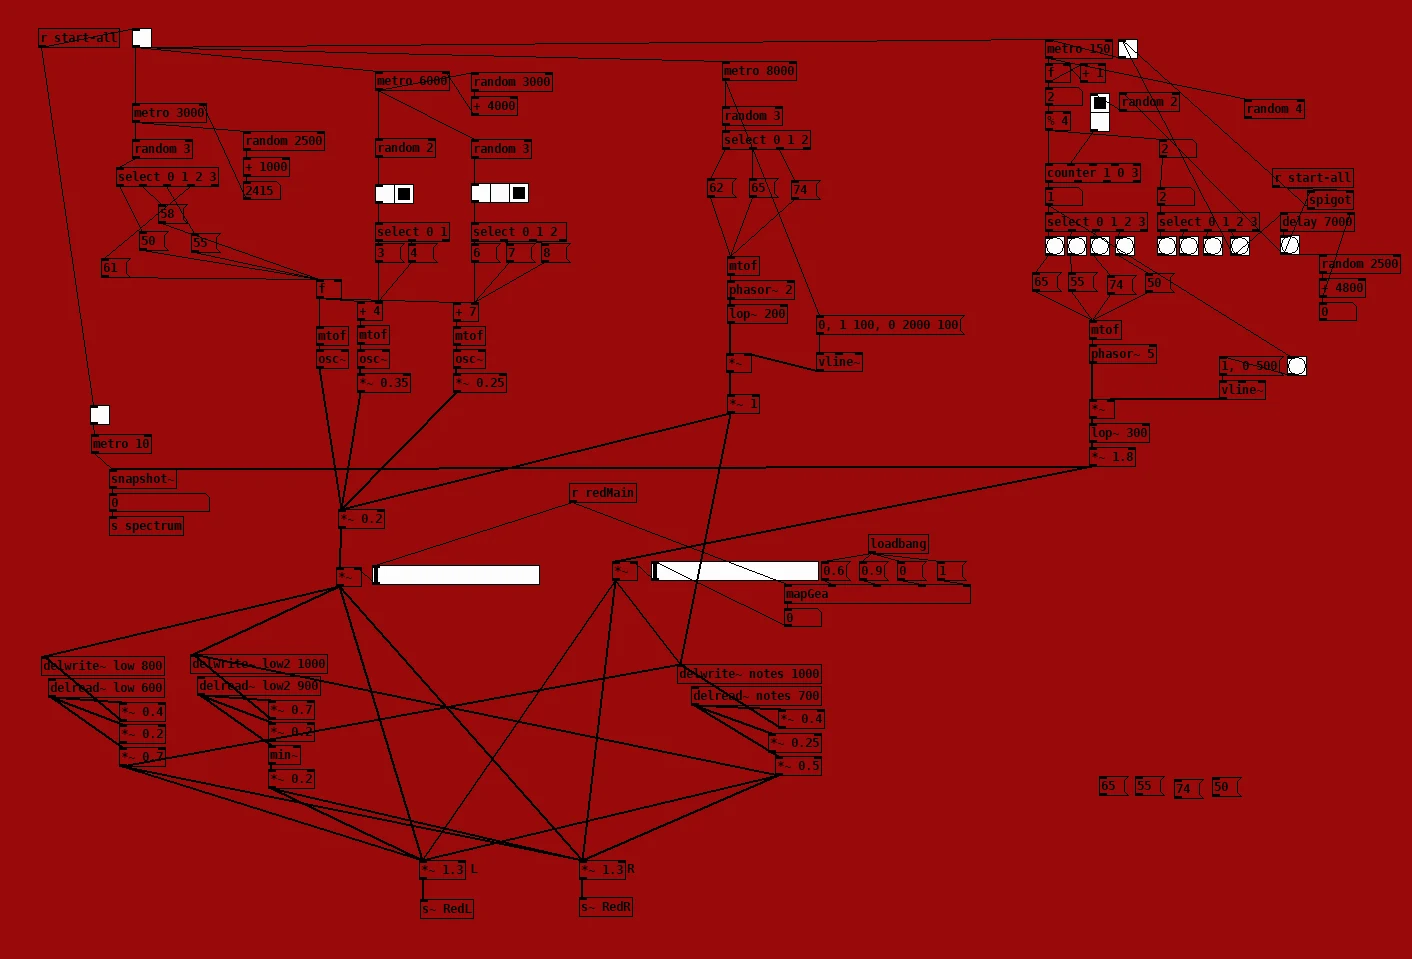 r start-all
metro 150
metro 6000
random 3000
metro 8000
f
+ 1
2
random 2
random 4
+ 4000
metro 3000
random 3
% 4
random 2500
random 3
random 2
random 3
select 0 1 2
2
+ 1000
select 0 1 2 3
counter 1 0 3
r start-all
2415
62
65
74
1
2
spigot
58
select 0 1
select 0 1 2
select 0 1 2 3
select 0 1 2 3
delay 7000
50
55
3
4
6
7
8
61
mtof
random 2500
f
phasor~ 2
65
55
74
50
+ 4800
+ 4
+ 7
lop~ 200
0
0, 1 100, 0 2000 100
mtof
mtof
mtof
mtof
osc~
osc~
osc~
*~
vline~
phasor~ 5
1, 0 500
*~ 0.35
*~ 0.25
vline~
*~ 1
*~
metro 10
lop~ 300
*~ 1.8
snapshot~
0
r redMain
s spectrum
*~ 0.2
loadbang
*~
*~
0.6
0.9
0
1
mapGea
0
delwrite~ low 800
delwrite~ low2 1000
delwrite~ notes 1000
delread~ low 600
delread~ low2 900
delread~ notes 700
*~ 0.4
*~ 0.7
*~ 0.4
*~ 0.2
*~ 0.2
*~ 0.25
*~ 0.7
min~
*~ 0.5
*~ 0.2
65
55
74
50
*~ 1.3 L
*~ 1.3 R
s~ RedL
s~ RedR